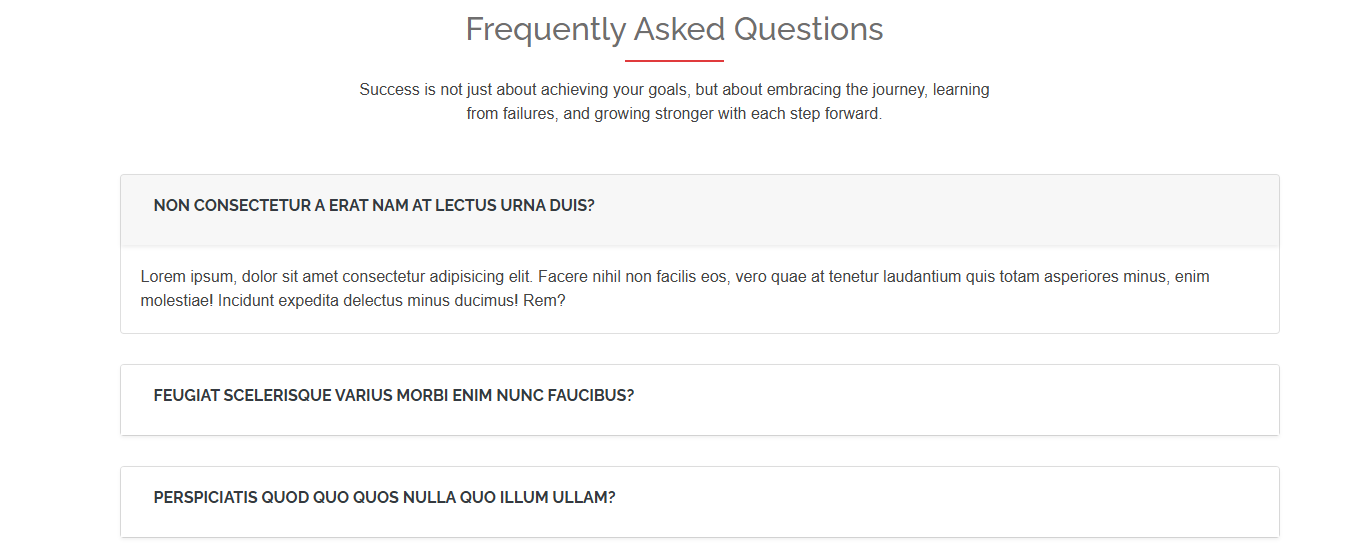 Frequently Asked Questions
Success is not just about achieving your goals, but about embracing the journey, learning
from failures, and growing stronger with each step forward.
NON CONSECTETUR A ERAT NAM AT LECTUS URNA DUIS?
Lorem ipsum, dolor sit amet consectetur adipisicing elit. Facere nihil non facilis eos, vero quae at tenetur laudantium quis totam asperiores minus, enim
molestiae! Incidunt expedita delectus minus ducimus! Rem?
FEUGIAT SCELERISQUE VARIUS MORBI ENIM NUNC FAUCIBUS?
PERSPICIATIS QUOD QUO QUOS NULLA QUO ILLUM ULLAM?